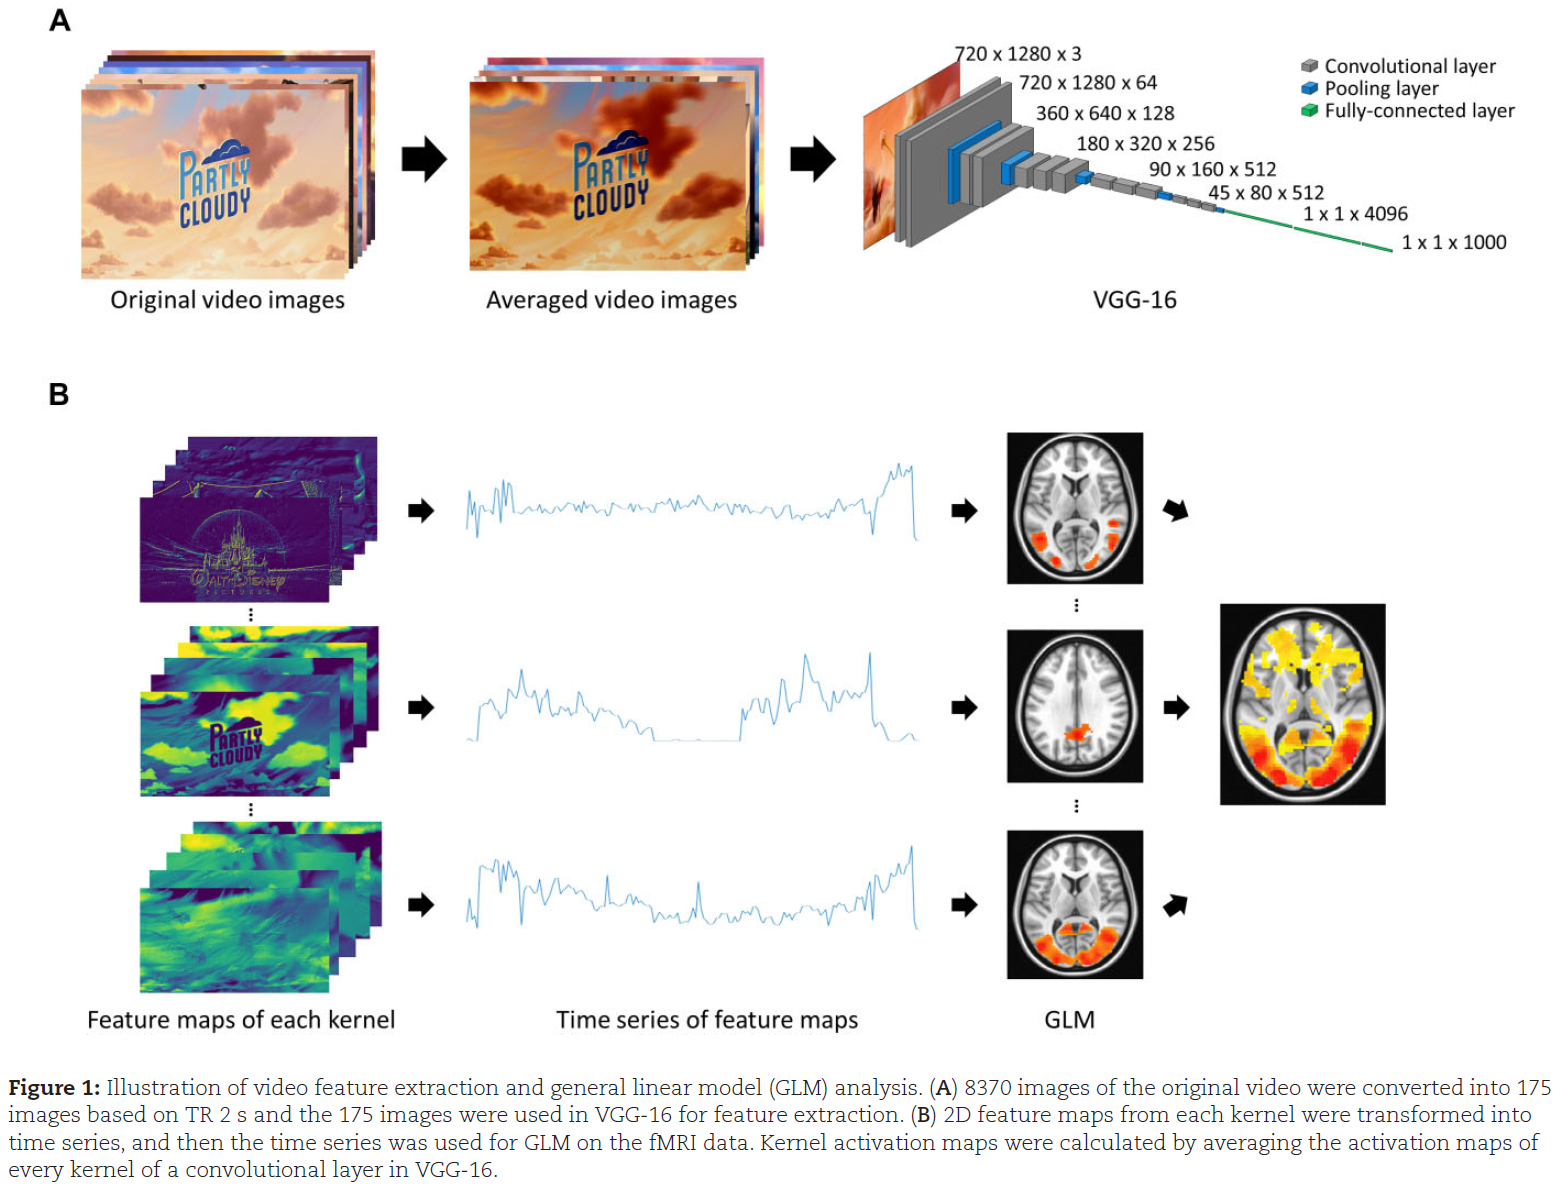 A
PARTLY
CLOUDY
Original video images
PARTLY
CLOUDY
Averaged video images
720 x 1280 x 3
720 x 1280 x 64
360 x 640 x 128
180 x 320 x 256
90 x 160 x 512
45 x 80 x 512
1 x 1 x 4096
1 x 1 x 1000
Convolutional layer
Pooling layer
Fully-connected layer
VGG-16
B
WALT DISNEY
PICTURES
PARTLY
CLOUDY
Feature maps of each kernel
Time series of feature maps
GLM
Figure 1: Illustration of video feature extraction and general linear model (GLM) analysis. (A) 8370 images of the original video were converted into 175
images based on TR 2 s and the 175 images were used in VGG-16 for feature extraction. (B) 2D feature maps from each kernel were transformed into
time series, and then the time series was used for GLM on the fMRI data. Kernel activation maps were calculated by averaging the activation maps of
every kernel of a convolutional layer in VGG-16.